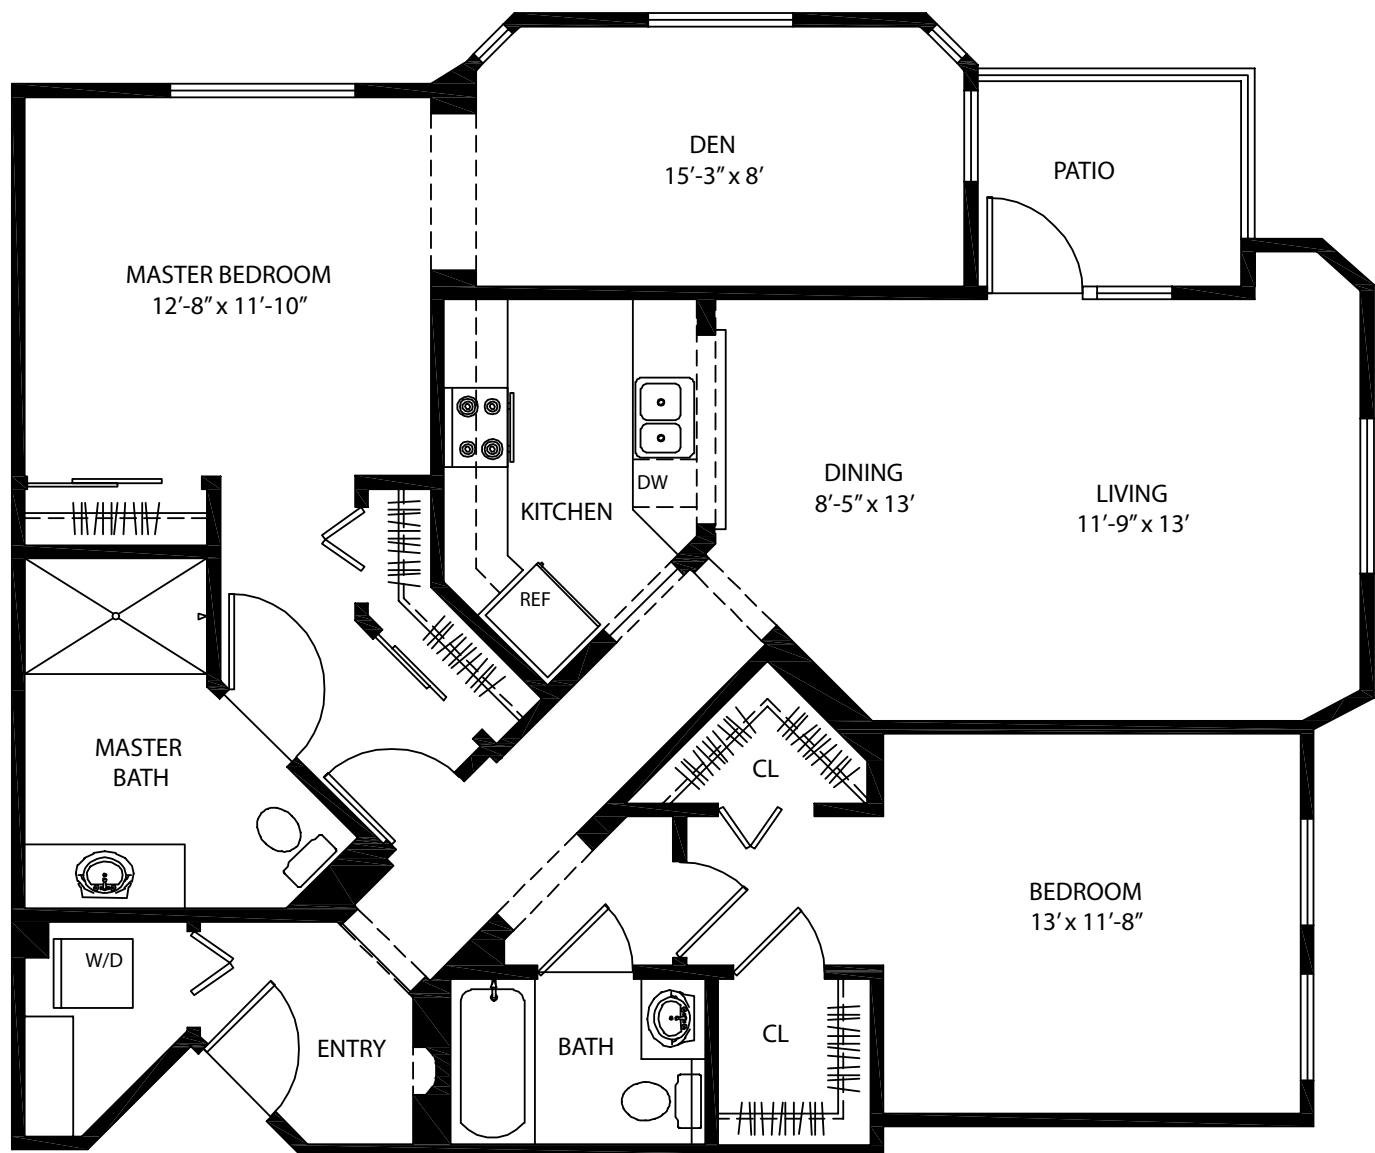 DEN
15'-3" x 8'
PATIO
MASTER BEDROOM
12'-8" x 11'-10"
DINING
8'-5" x 13'
LIVING
11'-9" x 13'
DW
KITCHEN
REF
MASTER
BATH
CL
BEDROOM
13' x 11'-8"
W/D
ENTRY
BATH
CL